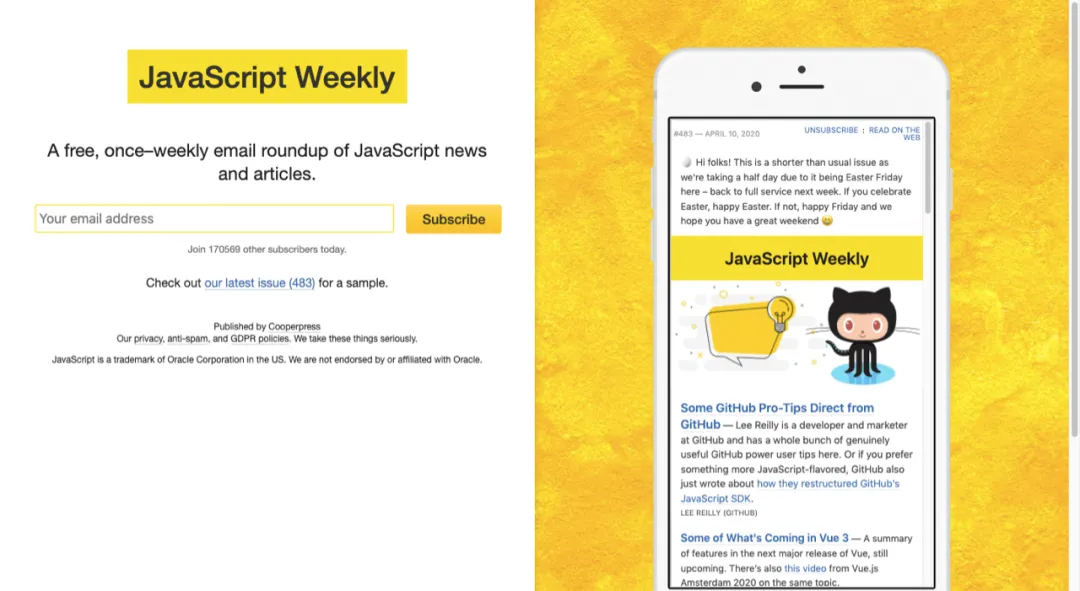 JavaScript Weekly
A free, once–weekly email roundup of JavaScript news
and articles.
Your email address
Subscribe
Join 170569 other subscribers today.
Check out our latest issue (483) for a sample.
Published by Cooperpress
Our privacy, anti-spam, and GDPR policies. We take these things seriously.
JavaScript is a trademark of Oracle Corporation in the US. We are not endorsed by or affiliated with Oracle.
#483 — APRIL 10, 2020
UNSUBSCRIBE : READ ON THE
WEB
Hi folks! This is a shorter than usual issue as
we're taking a half day due to it being Easter Friday
here – back to full service next week. If you celebrate
Easter, happy Easter. If not, happy Friday and we
hope you have a great weekend 😄
JavaScript Weekly
Some GitHub Pro-Tips Direct from
GitHub — Lee Reilly is a developer and marketer
at GitHub and has a whole bunch of genuinely
useful GitHub power user tips here. Or if you prefer
something more JavaScript-flavored, GitHub also
just wrote about how they restructured GitHub's
JavaScript SDK.
LEE REILLY (GITHUB)
Some of What's Coming in Vue 3 — A summary
of features in the next major release of Vue, still
upcoming. There's also this video from Vue.js
Amsterdam 2020 on the same topic.